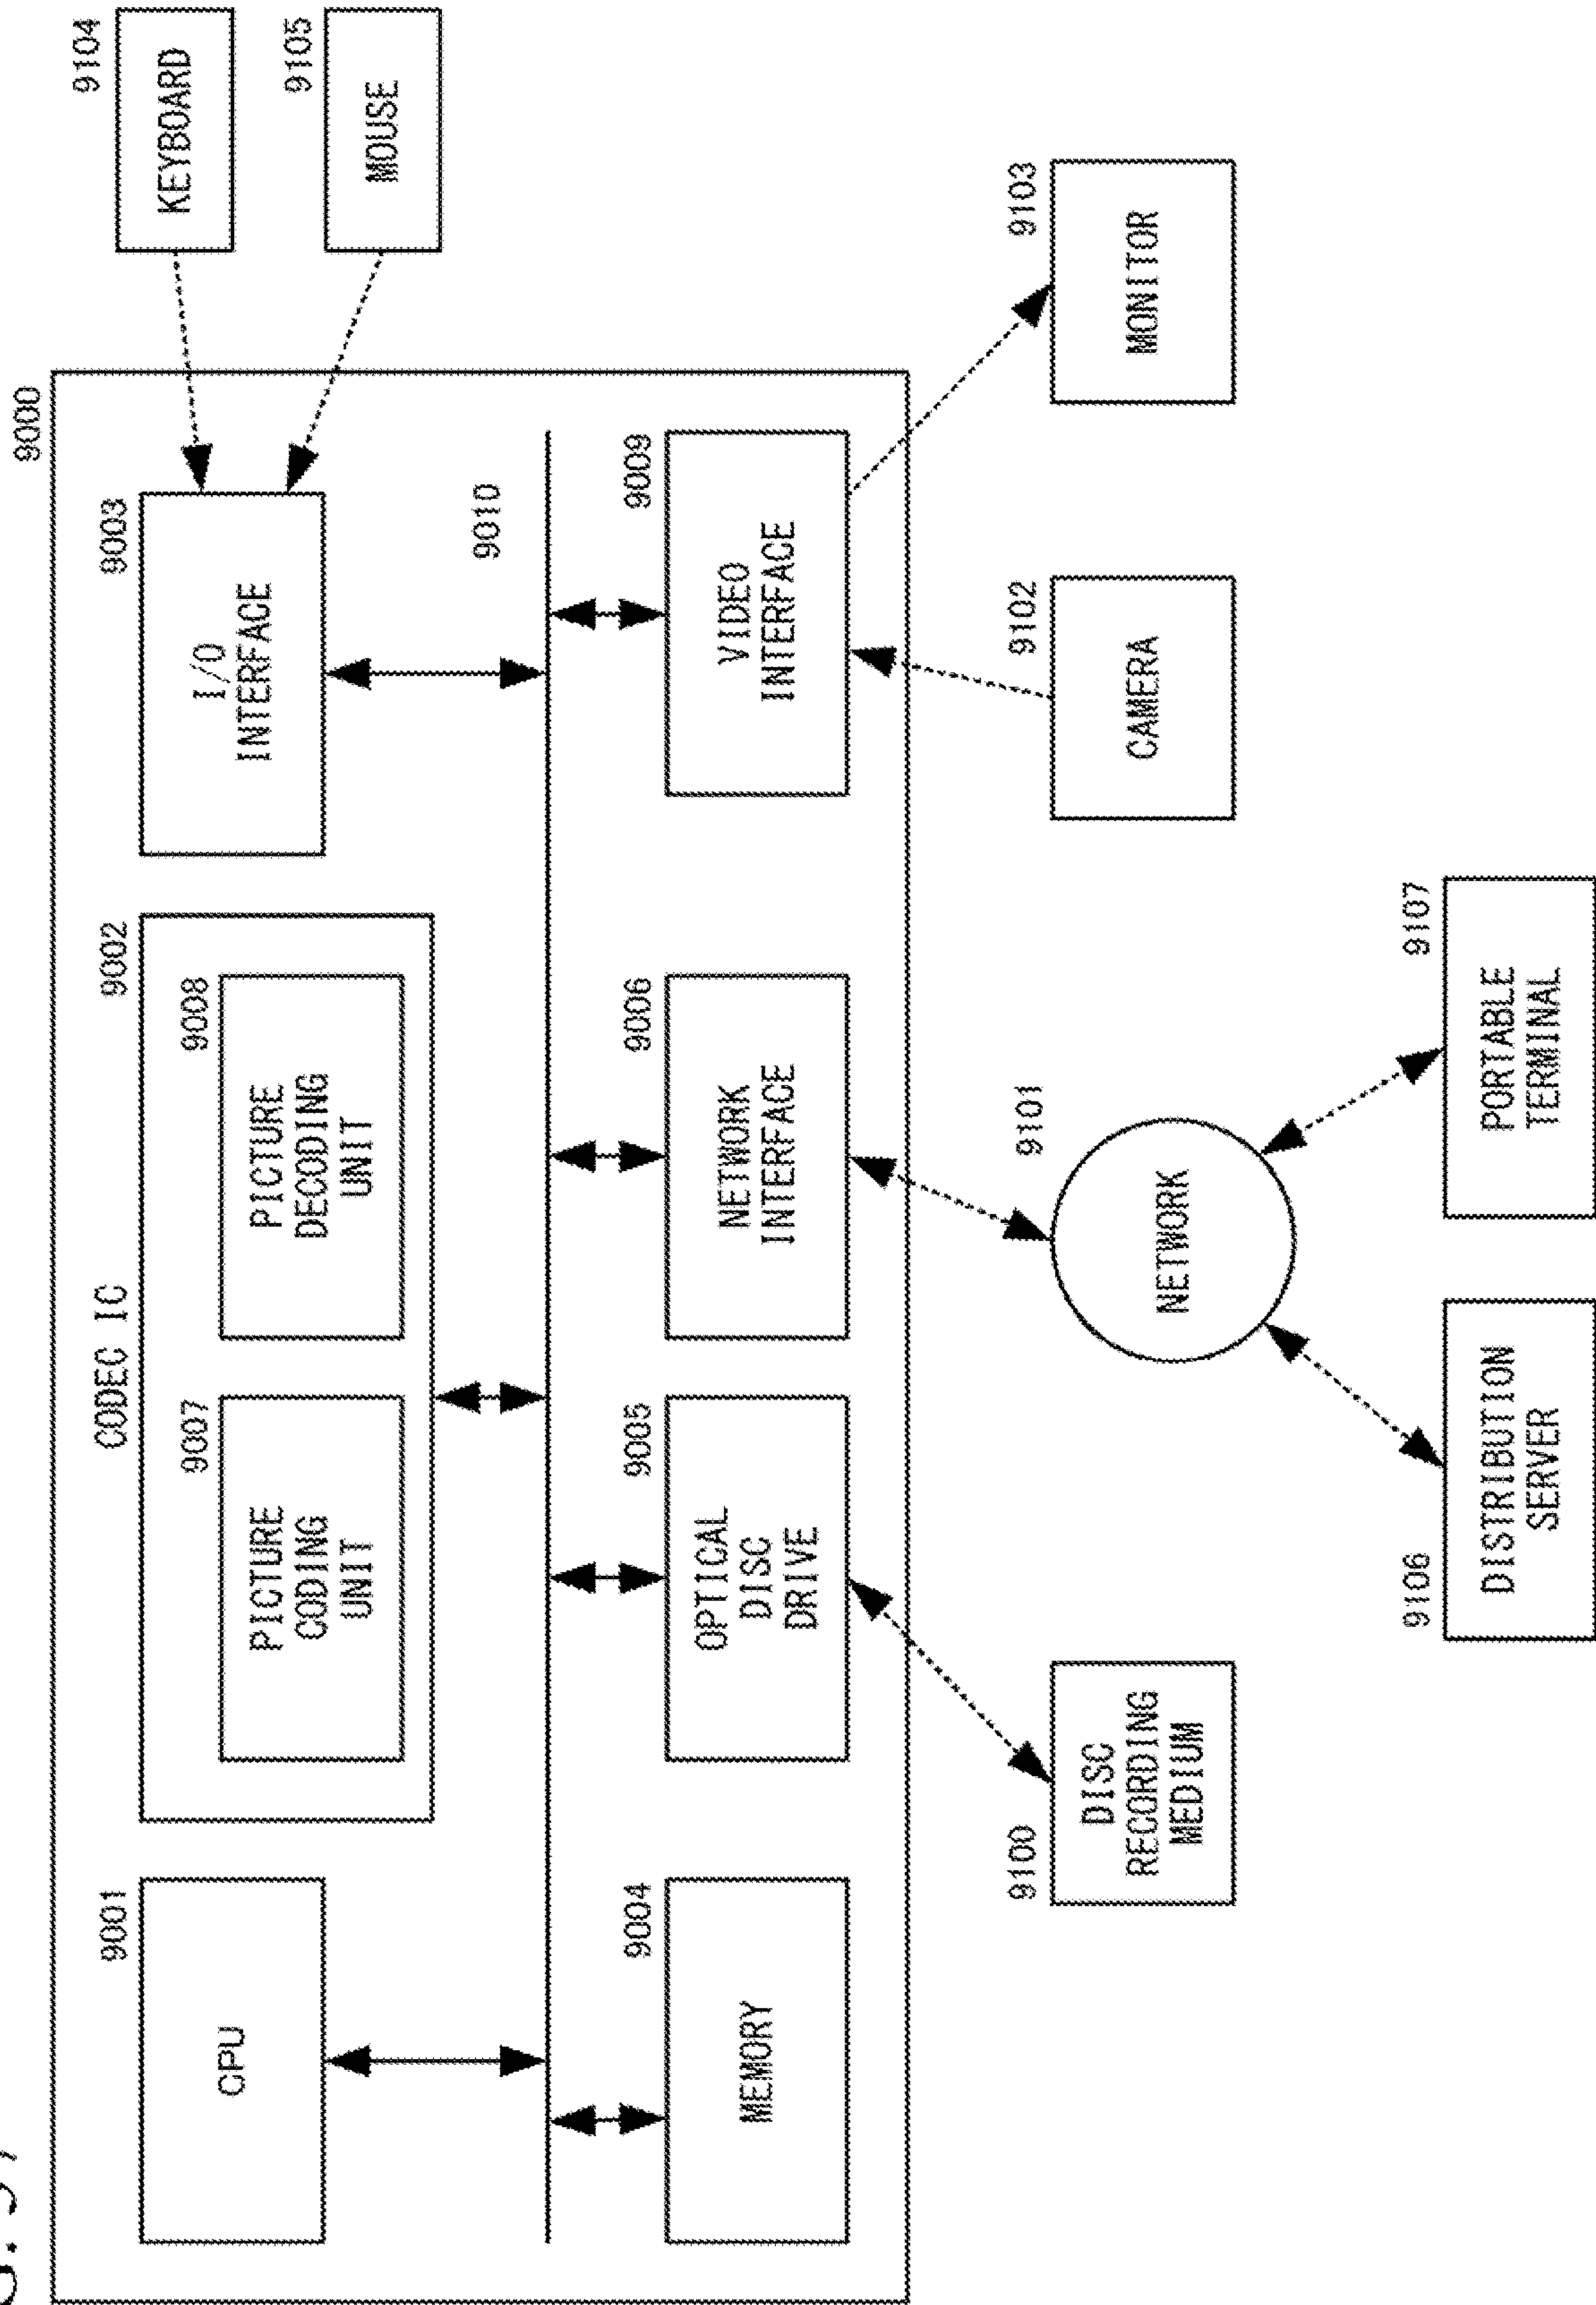 9000
CPU
9001
CODEC IC
9002
PICTURE
CODING
UNIT
9007
PICTURE
DECODING
UNIT
9008
I/O
INTERFACE
9003
KEYBOARD
9104
MOUSE
9105
9010
MEMORY
9004
OPTICAL
DISC
DRIVE
9005
NETWORK
INTERFACE
9006
VIDEO
INTERFACE
9009
9100
DISC
RECORDING
MEDIUM
NETWORK
9101
CAMERA
9102
MONITOR
9103
9106
DISTRIBUTION
SERVER
PORTABLE
TERMINAL
9107